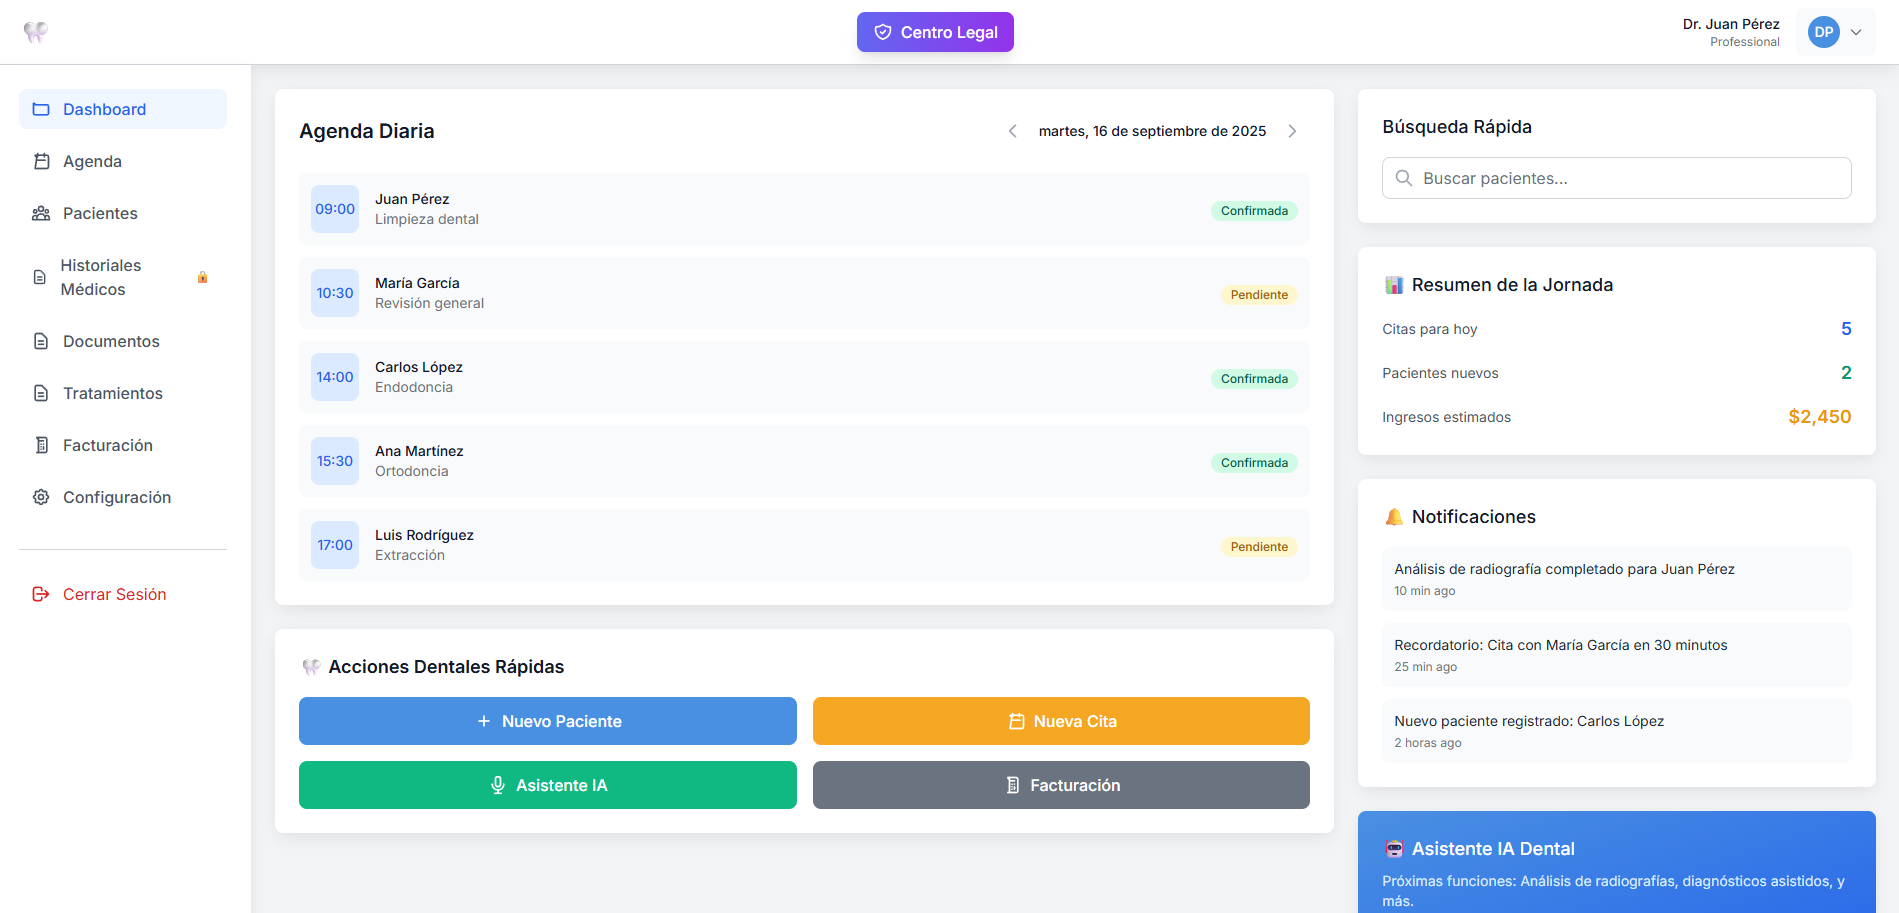 Centro Legal
Dr. Juan Pérez
Professional
DP
Dashboard
Agenda
Pacientes
Historiales
Médicos
Documentos
Tratamientos
Facturación
Configuración
Cerrar Sesión
Agenda Diaria
martes, 16 de septiembre de 2025
09:00
Juan Pérez
Limpieza dental
Confirmada
10:30
María García
Revisión general
Pendiente
14:00
Carlos López
Endodoncia
Confirmada
15:30
Ana Martínez
Ortodoncia
Confirmada
17:00
Luis Rodríguez
Extracción
Pendiente
Acciones Dentales Rápidas
Nuevo Paciente
Nueva Cita
Asistente IA
Facturación
Búsqueda Rápida
Buscar pacientes...
Resumen de la Jornada
Citas para hoy 5
Pacientes nuevos 2
Ingresos estimados $2,450
Notificaciones
Análisis de radiografía completado para Juan Pérez
10 min ago
Recordatorio: Cita con María García en 30 minutos
25 min ago
Nuevo paciente registrado: Carlos López
2 horas ago
Asistente IA Dental
Próximas funciones: Análisis de radiografías, diagnósticos asistidos, y
más.